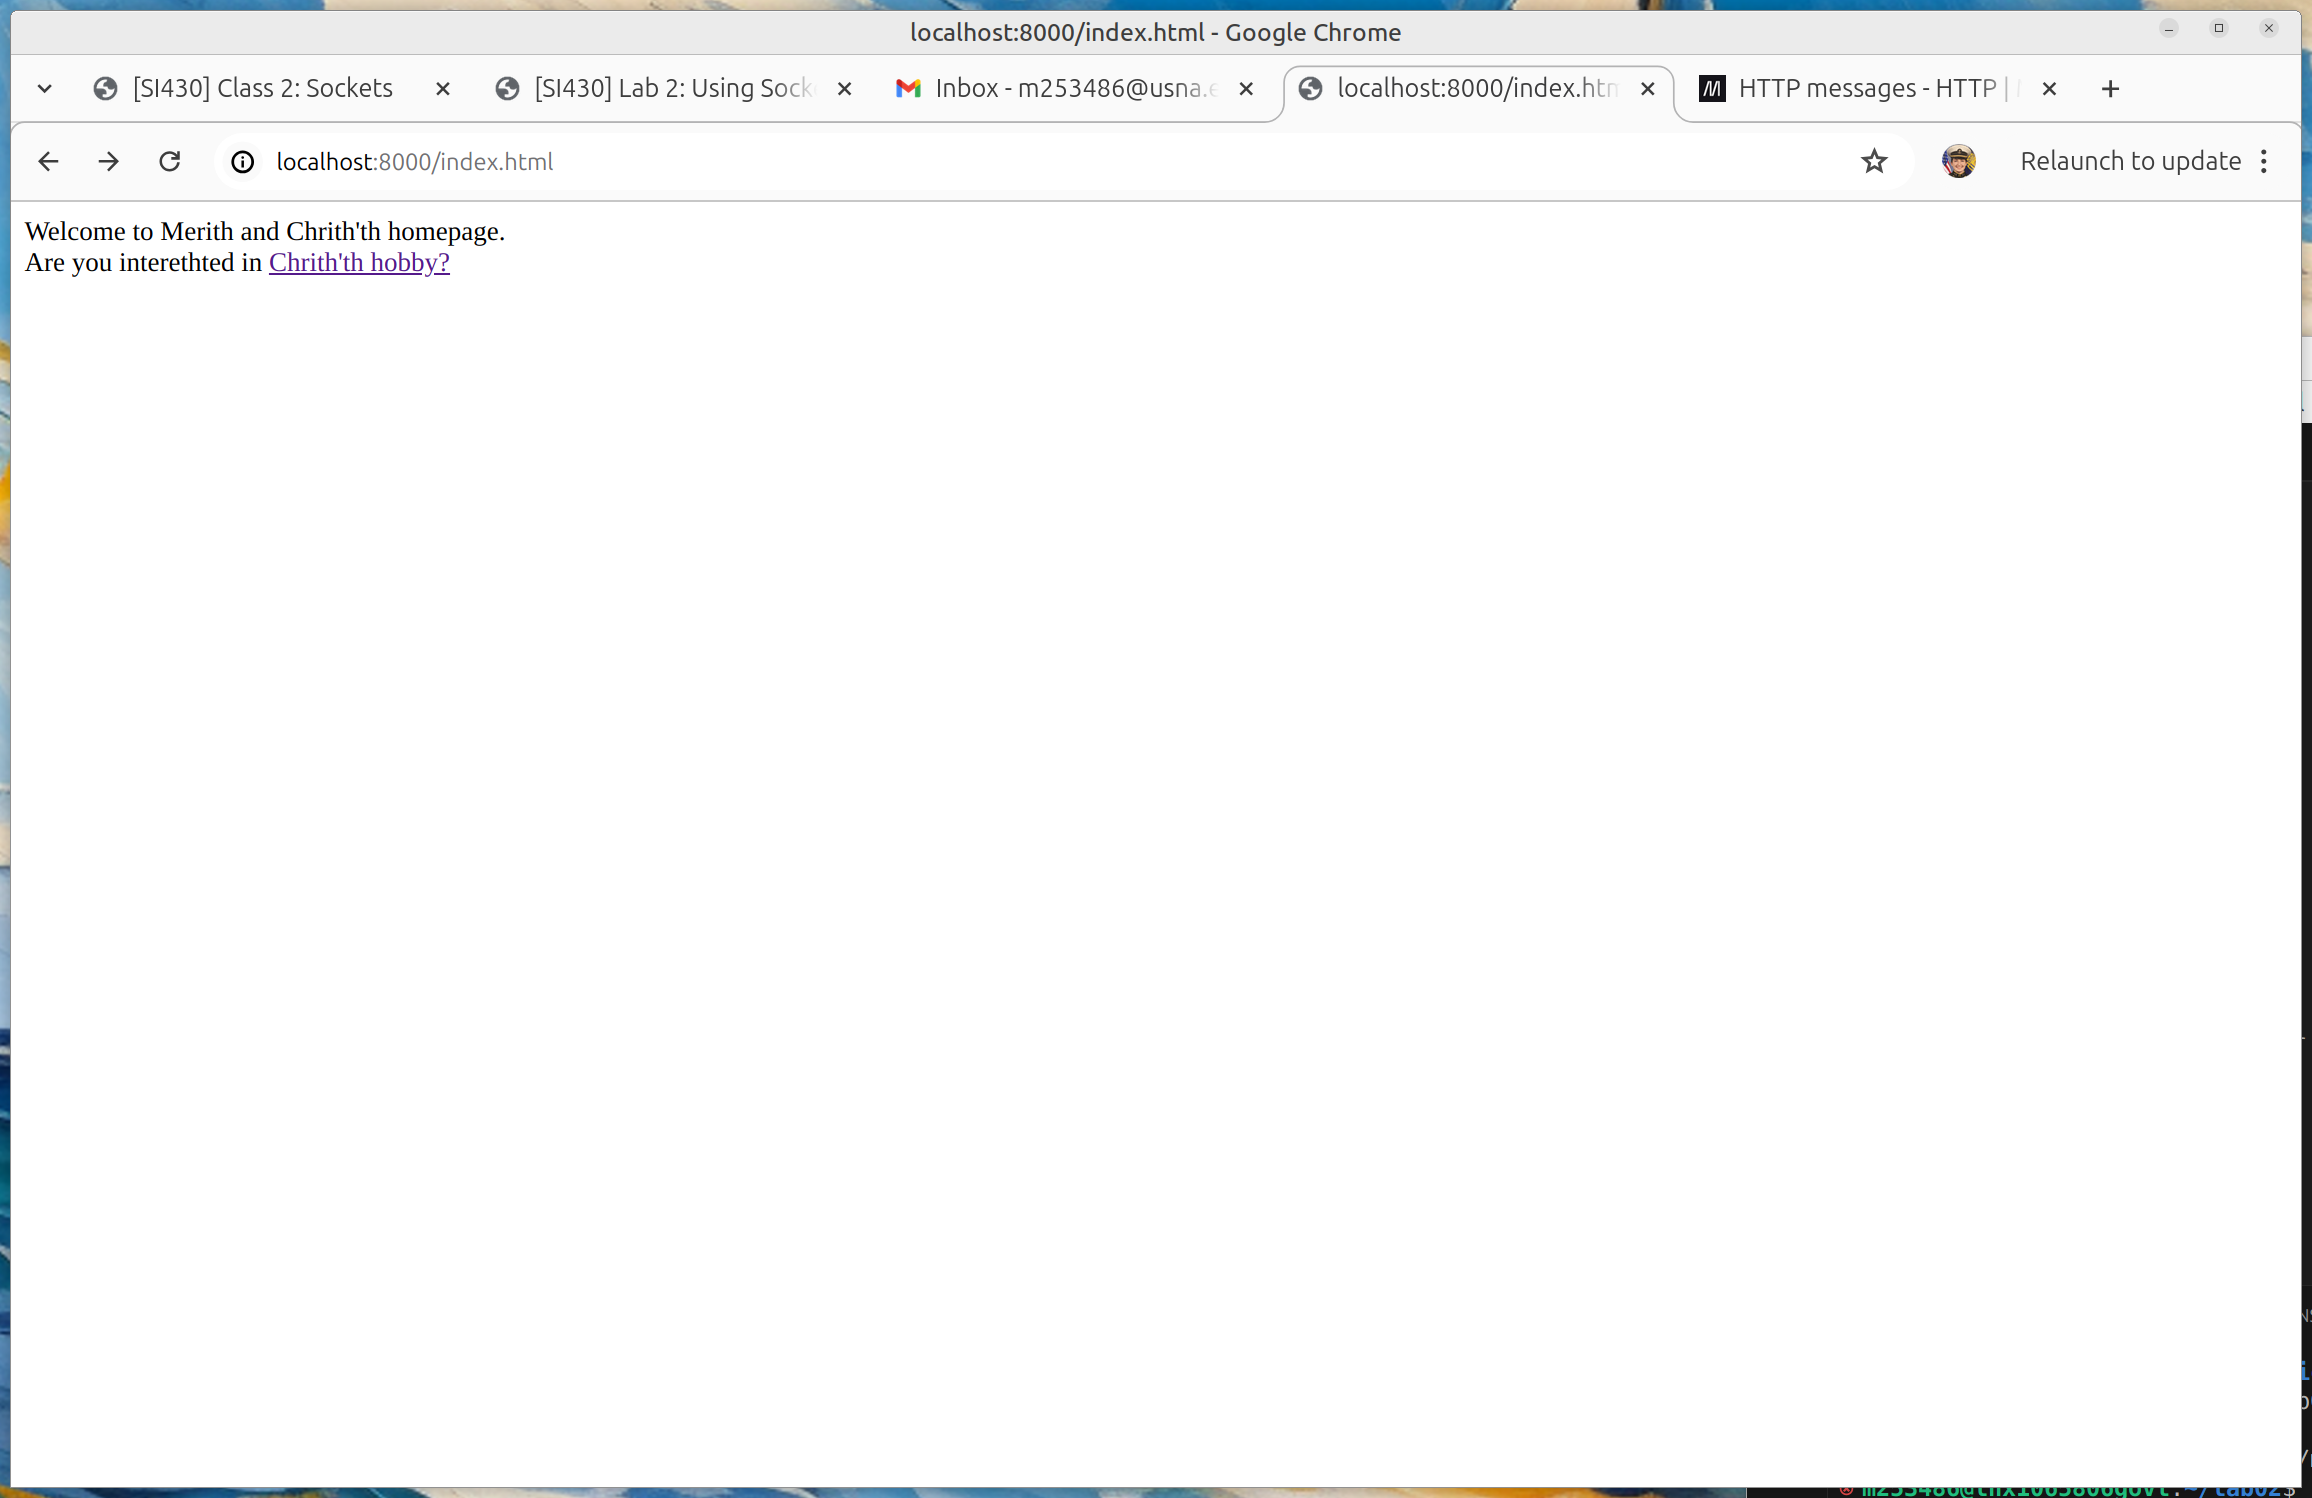 localhost:8000/index.html - Google Chrome
[SI430] Class 2: Sockets
[SI430] Lab 2: Using Sock
Inbox - m253486@usna.e
localhost:8000/index.htm
HTTP messages - HTTP |
localhost:8000/index.html
Relaunch to update
Welcome to Merith and Chrith'th homepage.
Are you interethted in Chrith'th hobby?